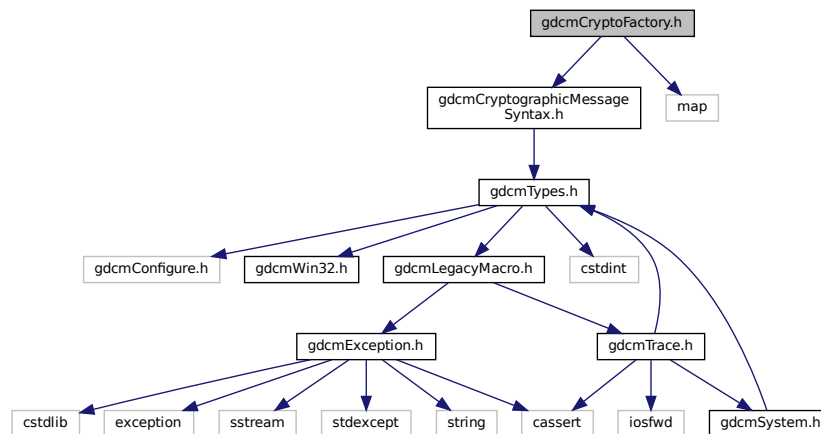 gdcmCryptoFactory.h
gdcmCryptographicMessage
Syntax.h
map
gdcmTypes.h
gdcmConfigure.h
gdcmWin32.h
gdcmLegacyMacro.h
cstdint
gdcmException.h
gdcmTrace.h
cstdlib
exception
sstream
stdexcept
string
cassert
iosfwd
gdcmSystem.h